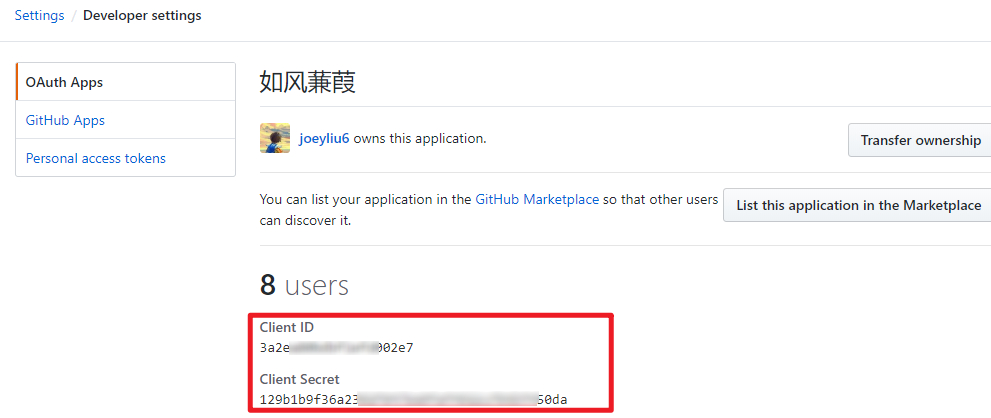 Settings / Developer settings
OAuth Apps
GitHub Apps
Personal access tokens
如风蒹葭
joeyliu6 owns this application.
Transfer ownership
You can list your application in the GitHub Marketplace so that other users
can discover it.
List this application in the Marketplace
8 users
Client ID
3a2e 002e7
Client Secret
129b1b9f36a23 50da